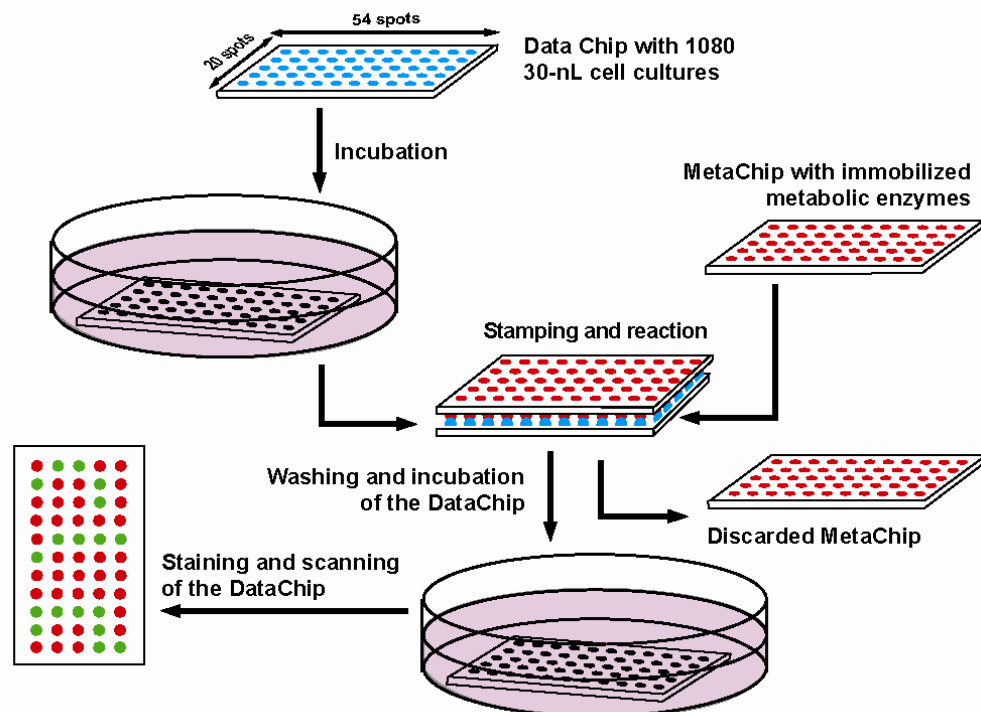 54 spots
20 spots
Data Chip with 1080
30-nL cell cultures
Incubation
MetaChip with immobilized
metabolic enzymes
Stamping and reaction
Washing and incubation
of the DataChip
Discarded MetaChip
Staining and scanning
of the DataChip